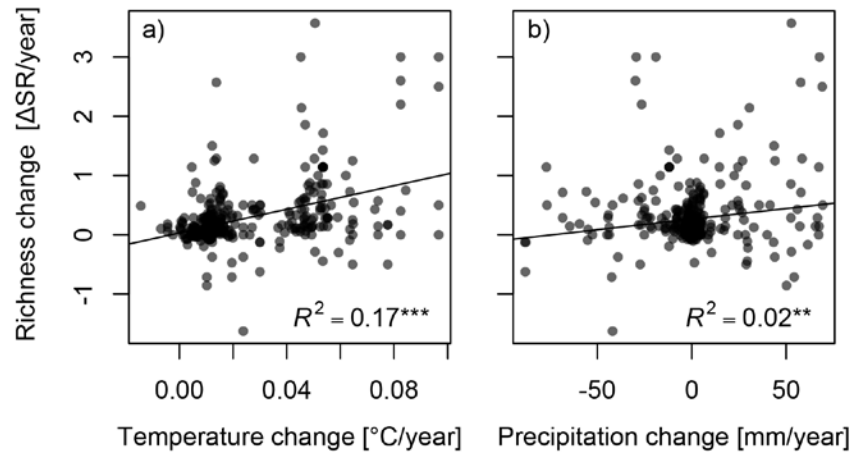 a)
b)
Richness change [ΔSR/year]
3
2
1
0
-1
R² = 0.17***
R² = 0.02**
0.00 0.04 0.08
-50 0 50
Temperature change [°C/year]
Precipitation change [mm/year]